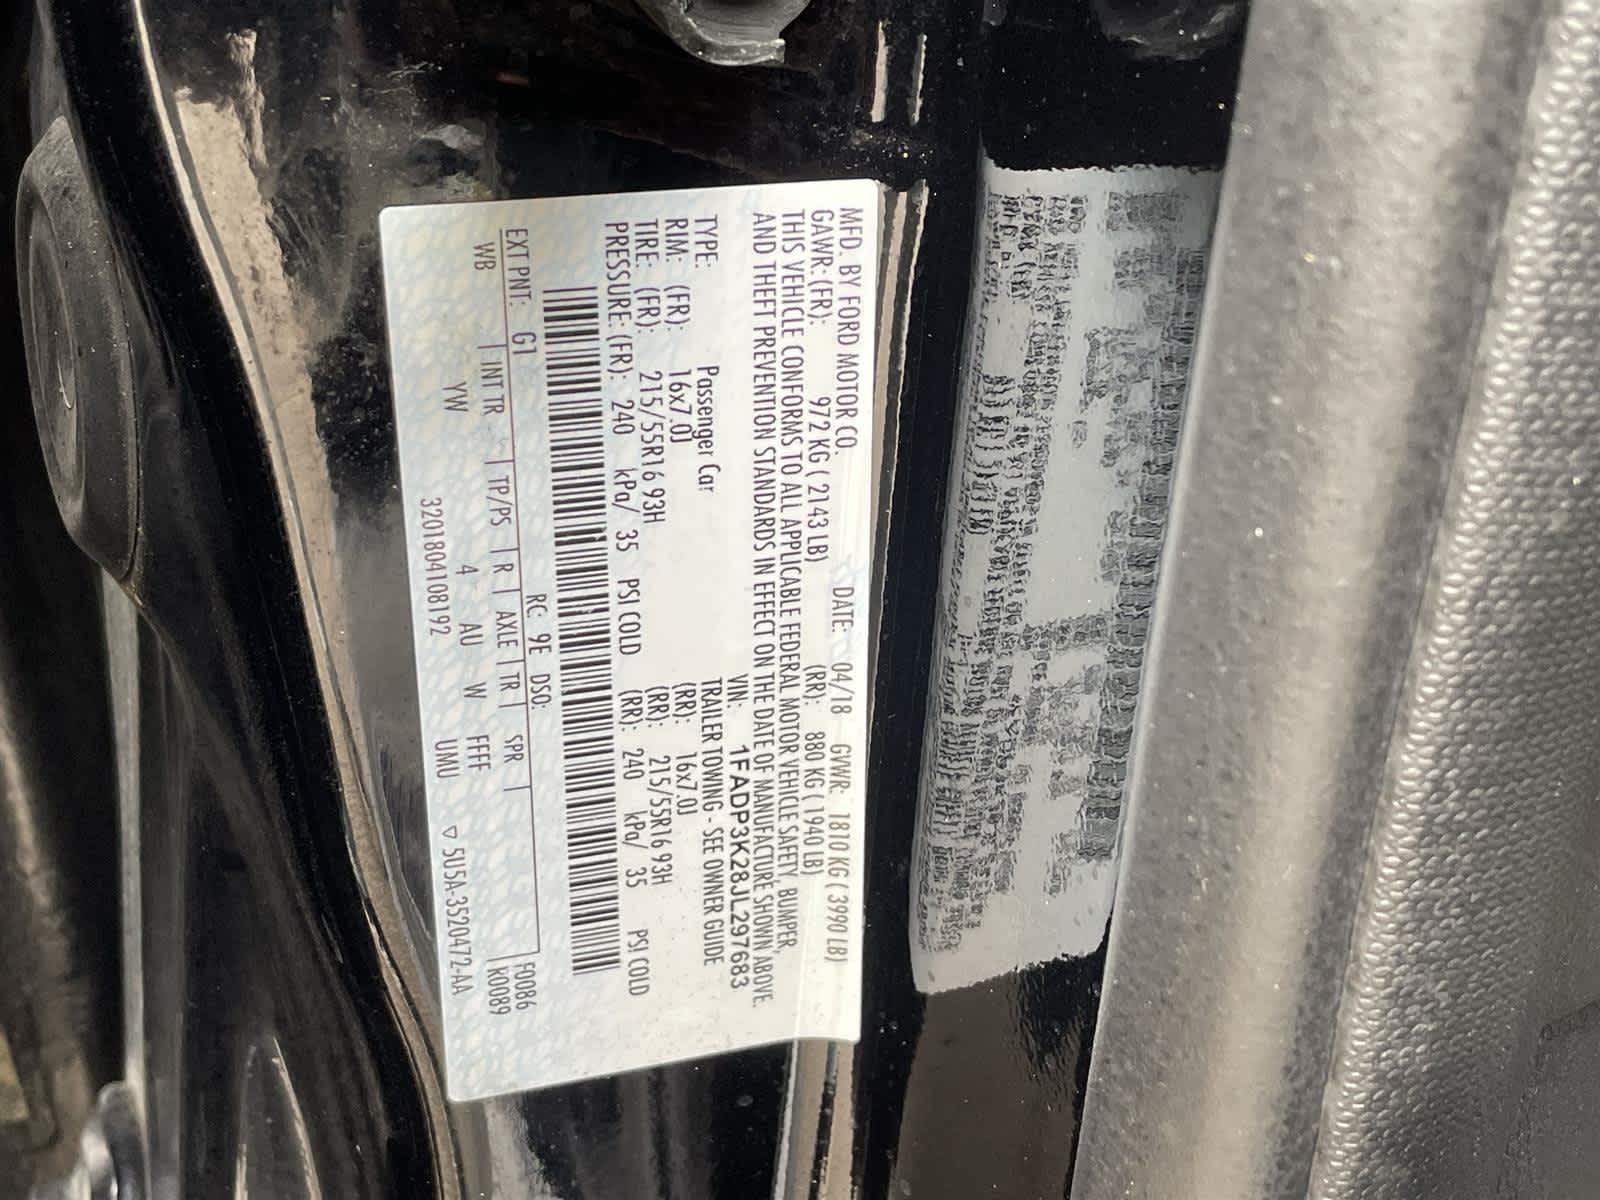 MFD. BY FORD MOTOR CO.
DATE: 04/18 GVWR: 1810 KG ( 3990 LB)
GAWR: (FR): 972 KG ( 2143 LB) (RR): 880 KG ( 1940 LB)
THIS VEHICLE CONFORMS TO ALL APPLICABLE FEDERAL MOTOR VEHICLE SAFETY, BUMPER,
AND THEFT PREVENTION STANDARDS IN EFFECT ON THE DATE OF MANUFACTURE SHOWN ABOVE.
VIN: 1FADP3K28JL297683
TYPE: Passenger Car TRAILER TOWING - SEE OWNER GUIDE
RIM: (FR): 16x7.0J (RR): 16x7.0J
TIRE: (FR): 215/55R16 93H (RR): 215/55R16 93H
PRESSURE: (FR): 240 kPa/ 35 PSI COLD (RR): 240 kPa/ 35 PSI COLD
EXT PNT: G1 RC: 9E DSO: F0086
WB INT TR TP/PS R AXLE TR SPR R0089
YW 4 AU W FFFF
320180410819​2 UMU ▽ 5U5A-3520472-AA